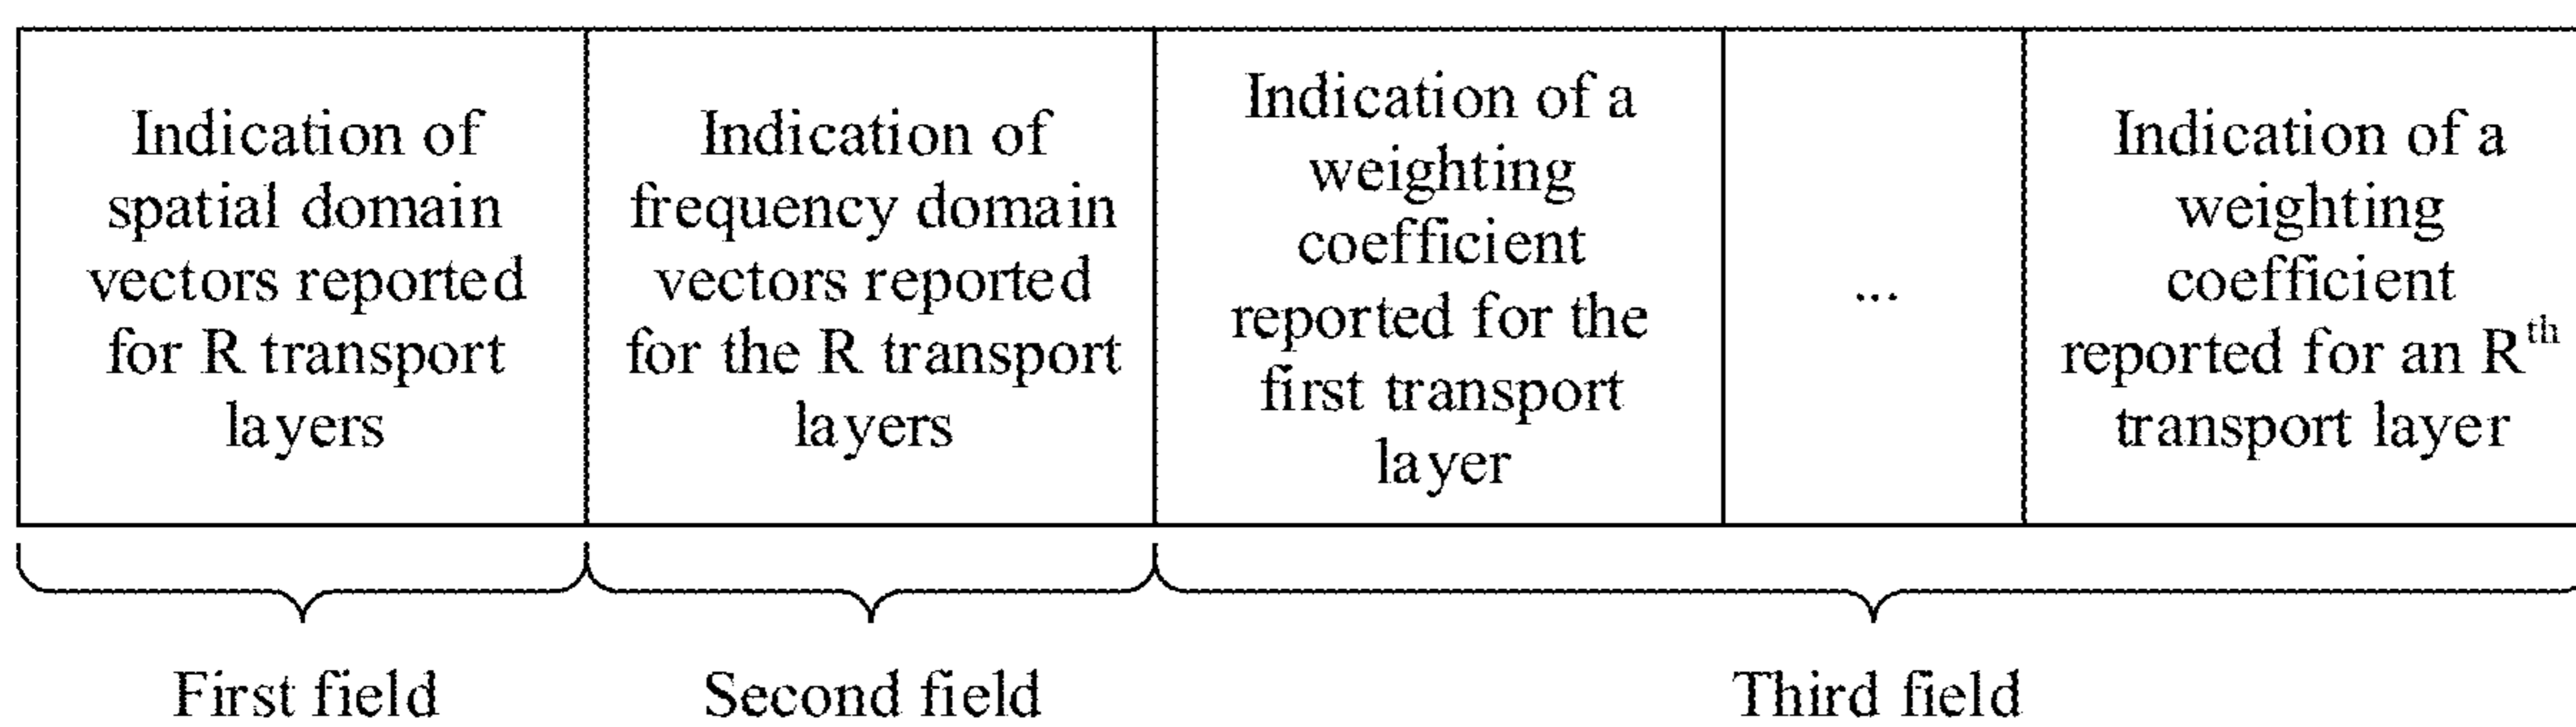 Indication of
spatial domain
vectors reported
for R transport
layers
Indication of
frequency domain
vectors reported
for the R transport
layers
Indication of a
weighting
coefficient
reported for the
first transport
layer
...
Indication of a
weighting
coefficient
reported for an Rth
transport layer
First field
Second field
Third field